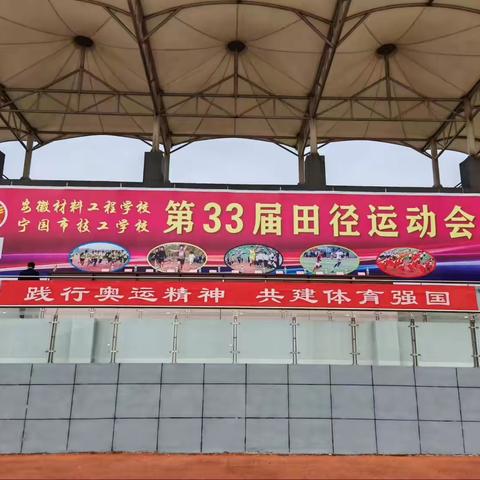 安徽材料工程学校
宁国市技工学校
第33届田径运动会
践行奥运精神 共建体育强国